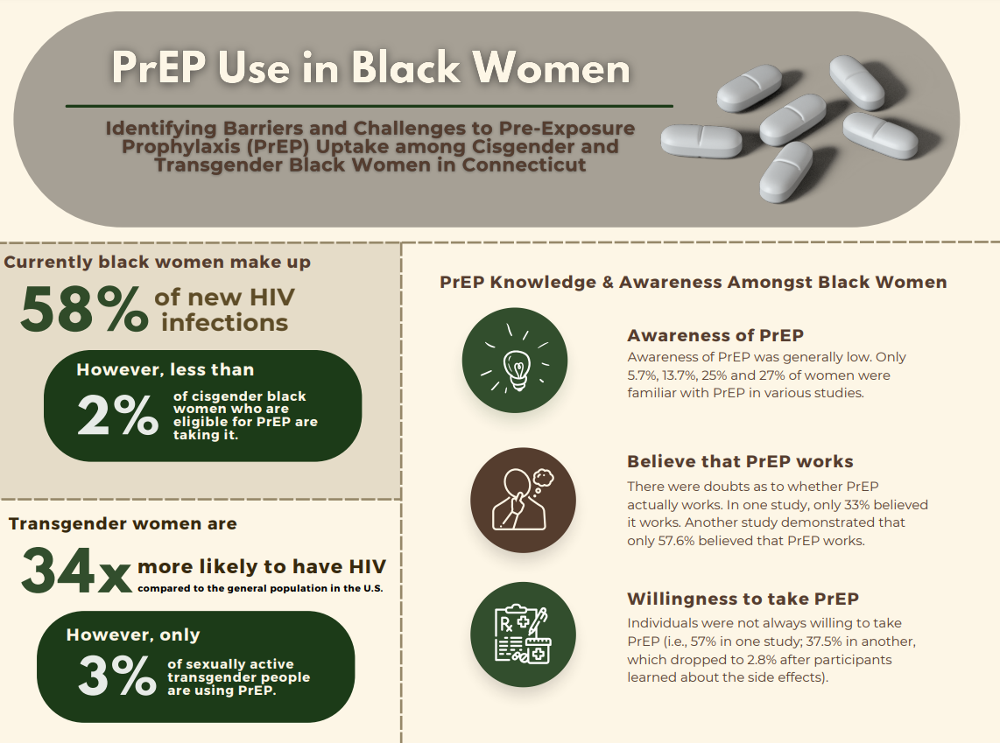 PrEP Use in Black Women
Identifying Barriers and Challenges to Pre-Exposure
Prophylaxis (PrEP) Uptake among Cisgender and
Transgender Black Women in Connecticut
Currently black women make up
58% of new HIV
infections
However, less than
2%
of cisgender black
women who are
eligible for PrEP are
taking it.
Transgender women are
34x more likely to have HIV
compared to the general population in the U.S.
However, only
3%
of sexually active
transgender people
are using PrEP.
PrEP Knowledge & Awareness Amongst Black Women
Awareness of PrEP
Awareness of PrEP was generally low. Only
5.7%, 13.7%, 25% and 27% of women were
familiar with PrEP in various studies.
Believe that PrEP works
There were doubts as to whether PrEP
actually works. In one study, only 33% believed
it works. Another study demonstrated that
only 57.6% believed that PrEP works.
Rx
Willingness to take PrEP
Individuals were not always willing to take
PrEP (i.e., 57% in one study; 37.5% in another,
which dropped to 2.8% after participants
learned about the side effects).